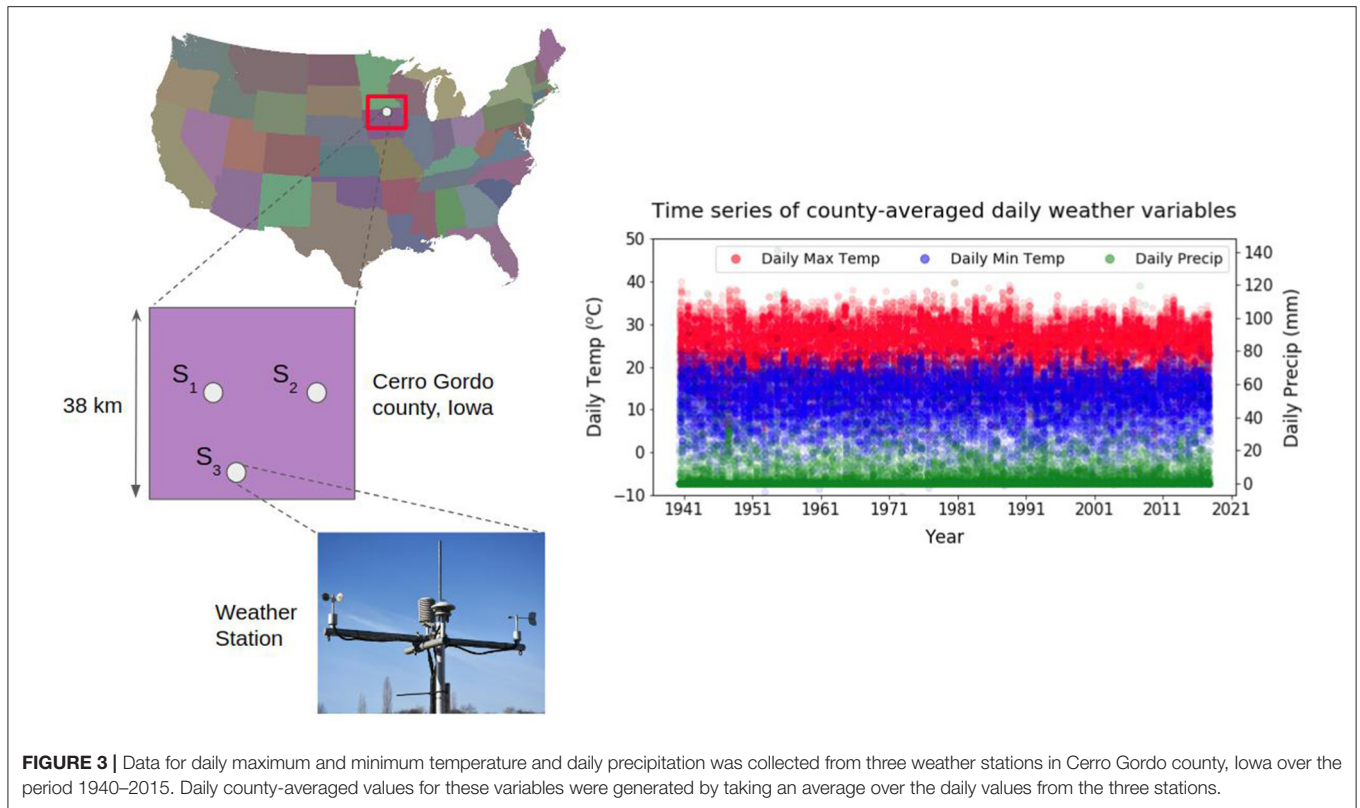 38 km
S1
S2
S3
Cerro Gordo
county, Iowa
Weather
Station
Time series of county-averaged daily weather variables
Daily Max Temp
Daily Min Temp
Daily Precip
50
40
30
20
10
0
−10
Daily Temp (°C)
140
120
100
80
60
40
20
0
Daily Precip (mm)
1941
1951
1961
1971
1981
1991
2001
2011
2021
Year
FIGURE 3 | Data for daily maximum and minimum temperature and daily precipitation was collected from three weather stations in Cerro Gordo county, Iowa over the
period 1940–2015. Daily county-averaged values for these variables were generated by taking an average over the daily values from the three stations.